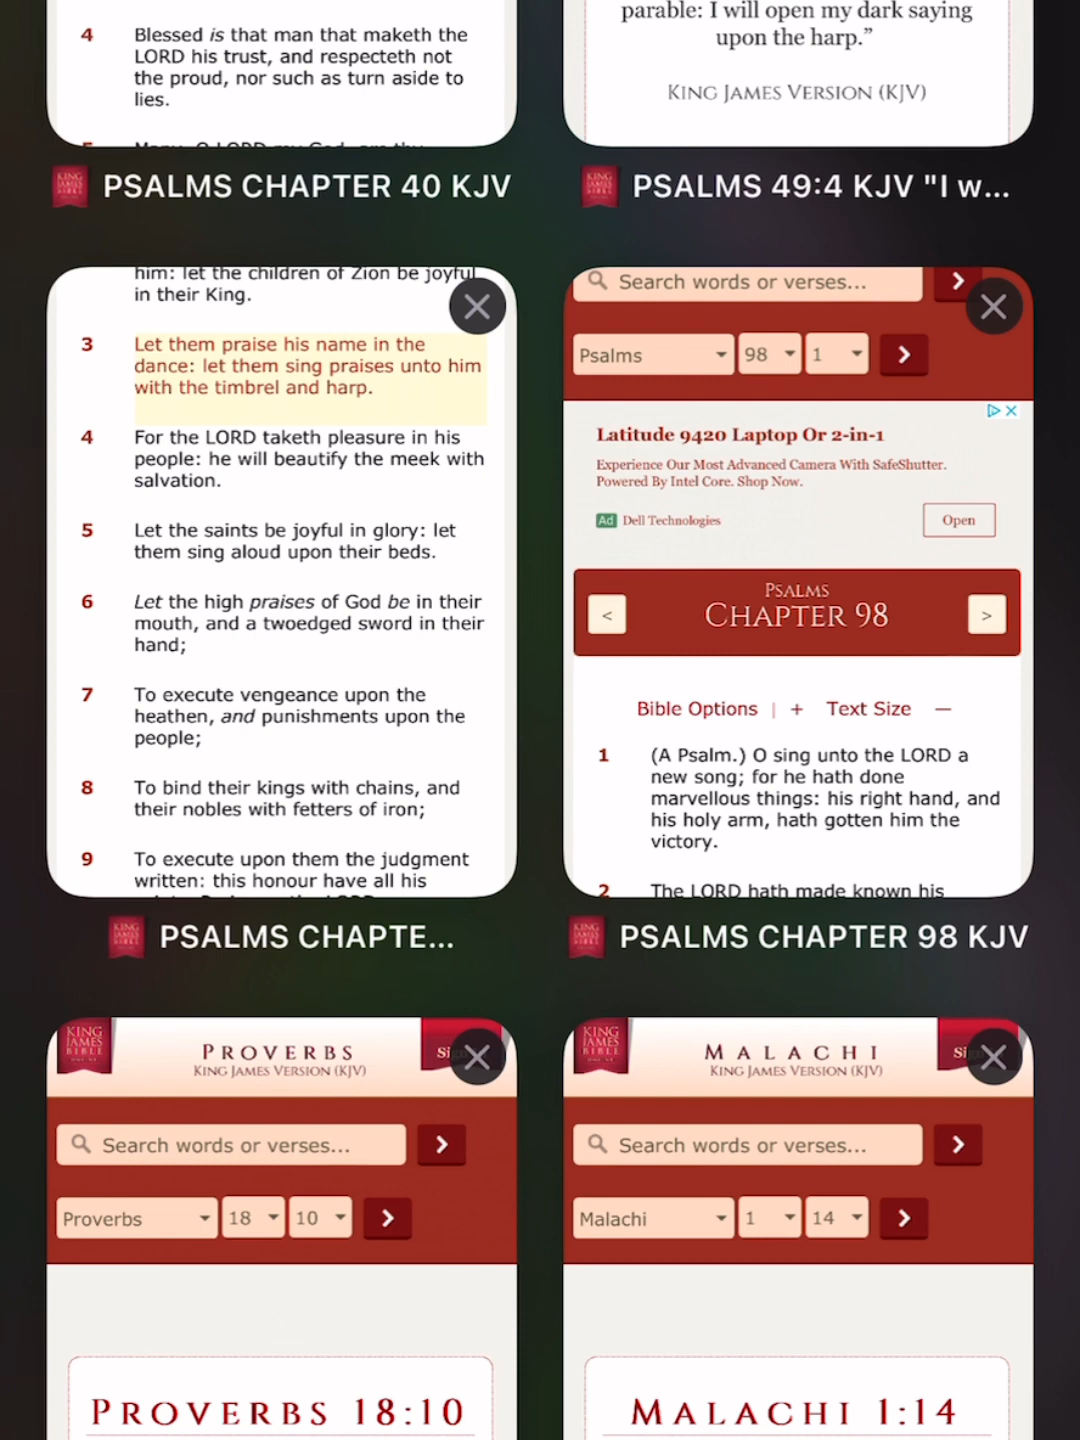 4 Blessed is that man that maketh the
LORD his trust, and respecteth not
the proud, nor such as turn aside to
lies.
PSALMS CHAPTER 40 KJV
parable: I will open my dark saying
upon the harp.”
KING JAMES VERSION (KJV)
PSALMS 49:4 KJV "I w...
him: let the children of Zion be joyful
in their King.
3 Let them praise his name in the
dance: let them sing praises unto him
with the timbrel and harp.
4 For the LORD taketh pleasure in his
people: he will beautify the meek with
salvation.
5 Let the saints be joyful in glory: let
them sing aloud upon their beds.
6 Let the high praises of God be in their
mouth, and a twoedged sword in their
hand;
7 To execute vengeance upon the
heathen, and punishments upon the
people;
8 To bind their kings with chains, and
their nobles with fetters of iron;
9 To execute upon them the judgment
written: this honour have all his
PSALMS CHAPTE...
Search words or verses...
Psalms 98 1
Latitude 9420 Laptop Or 2-in-1
Experience Our Most Advanced Camera With SafeShutter.
Powered By Intel Core. Shop Now.
Ad Dell Technologies
Open
PSALMS
CHAPTER 98
< >
Bible Options | + Text Size —
1 (A Psalm.) O sing unto the LORD a
new song; for he hath done
marvellous things: his right hand, and
his holy arm, hath gotten him the
victory.
2 The LORD hath made known his
PSALMS CHAPTER 98 KJV
KING
JAMES
BIBLE
PROVERBS
KING JAMES VERSION (KJV)
Search words or verses...
Proverbs 18 10
PROVERBS 18:10
KING
JAMES
BIBLE
MALACHI
KING JAMES VERSION (KJV)
Search words or verses...
Malachi 1 14
MALACHI 1:14